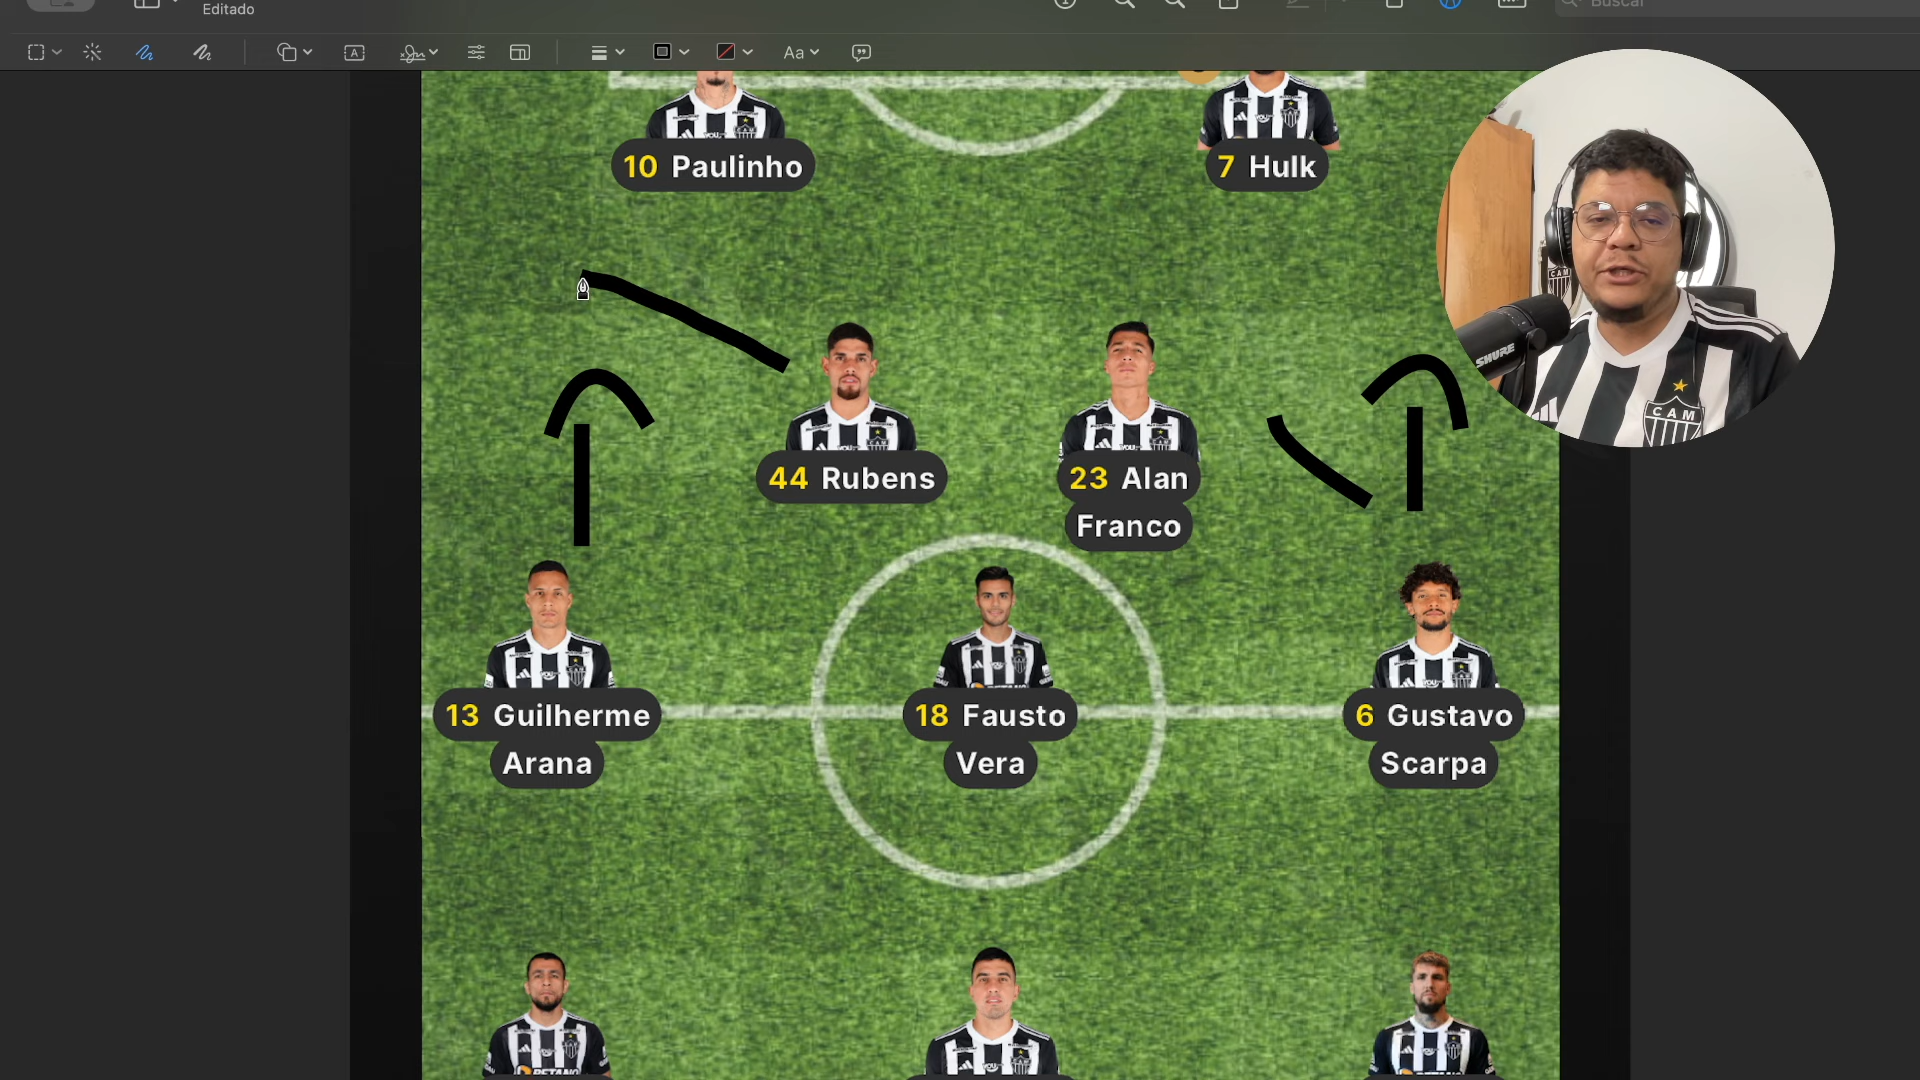 Editado
Buscar
A
Aa
10 Paulinho
7 Hulk
44 Rubens
23 Alan
Franco
SHURE
CAM
13 Guilherme
Arana
18 Fausto
Vera
6 Gustavo
Scarpa